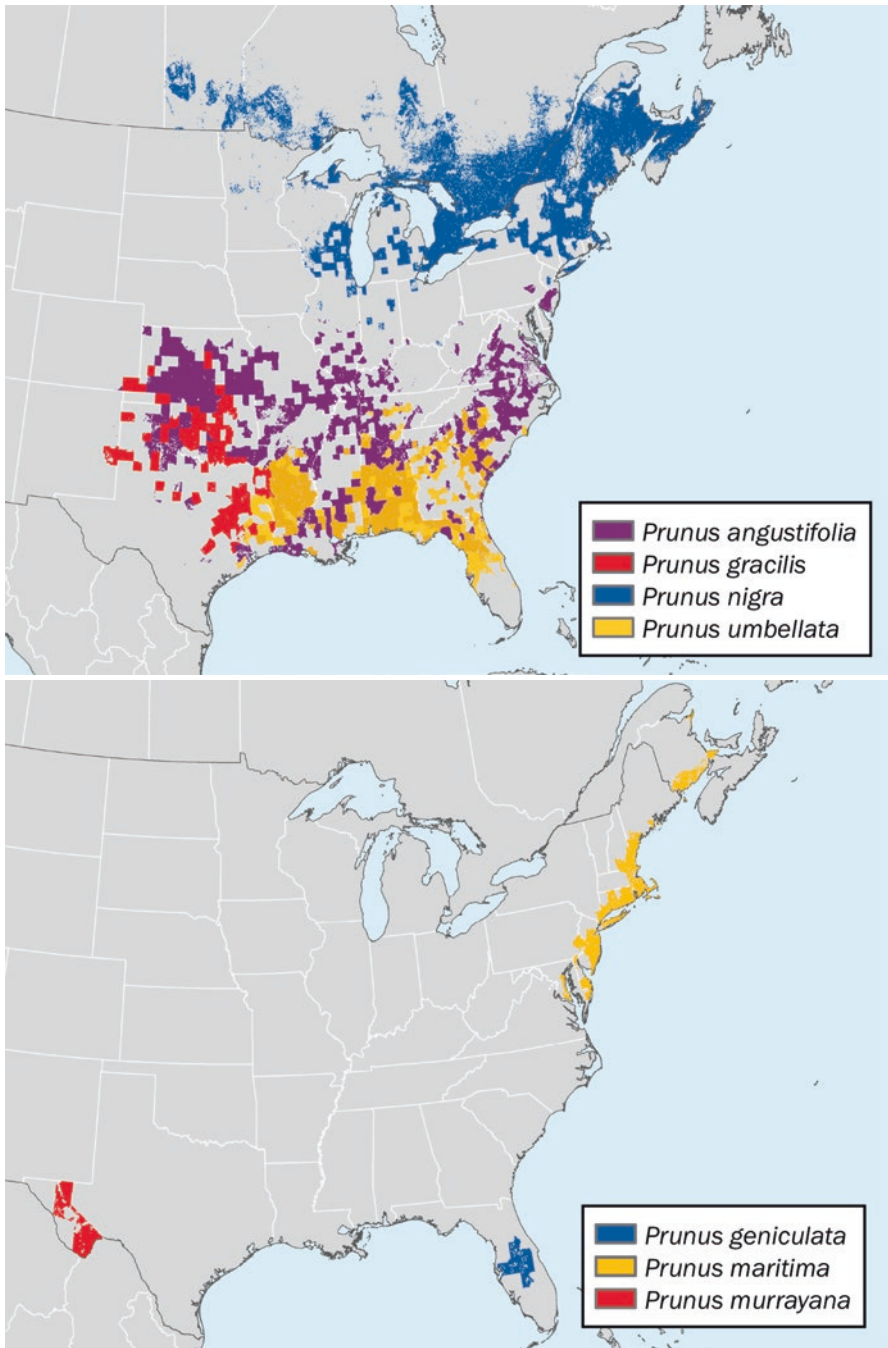 Prunus angustifolia
Prunus gracilis
Prunus nigra
Prunus umbellata
Prunus geniculata
Prunus maritima
Prunus murrayana